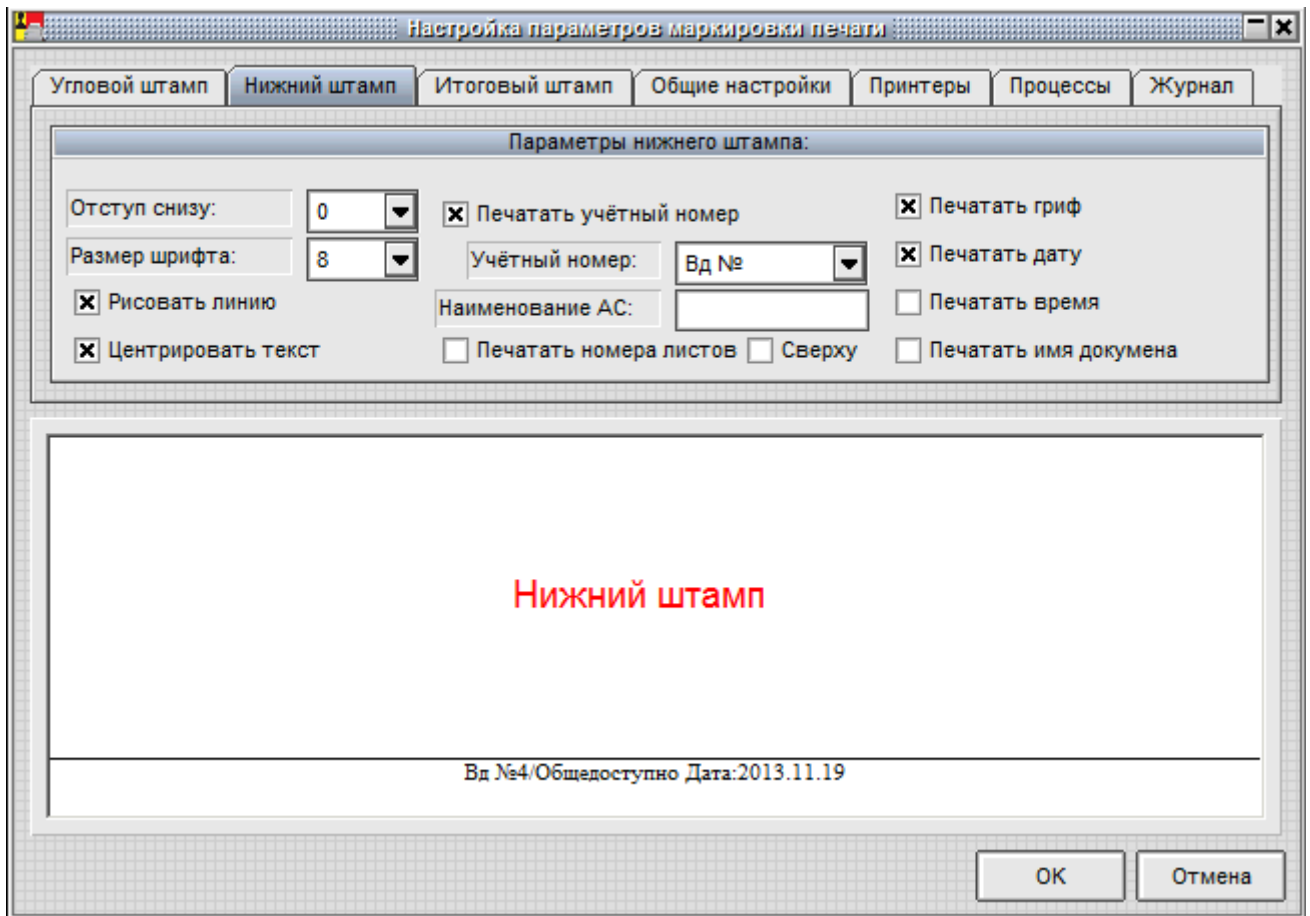 Настройка параметров маркировки печати
Угловой штамп Нижний штамп Итоговый штамп Общие настройки Принтеры Процессы Журнал
Параметры нижнего штампа:
Отступ снизу: 0 Печатать учётный номер Печатать гриф
Размер шрифта: 8 Учётный номер: Вд № Печатать дату
Рисовать линию Наименование АС: Печатать время
Центрировать текст Печатать номера листов Сверху Печатать имя докумена
Нижний штамп
Вд №4/Общедоступно Дата:2013.11.19
ОК Отмена